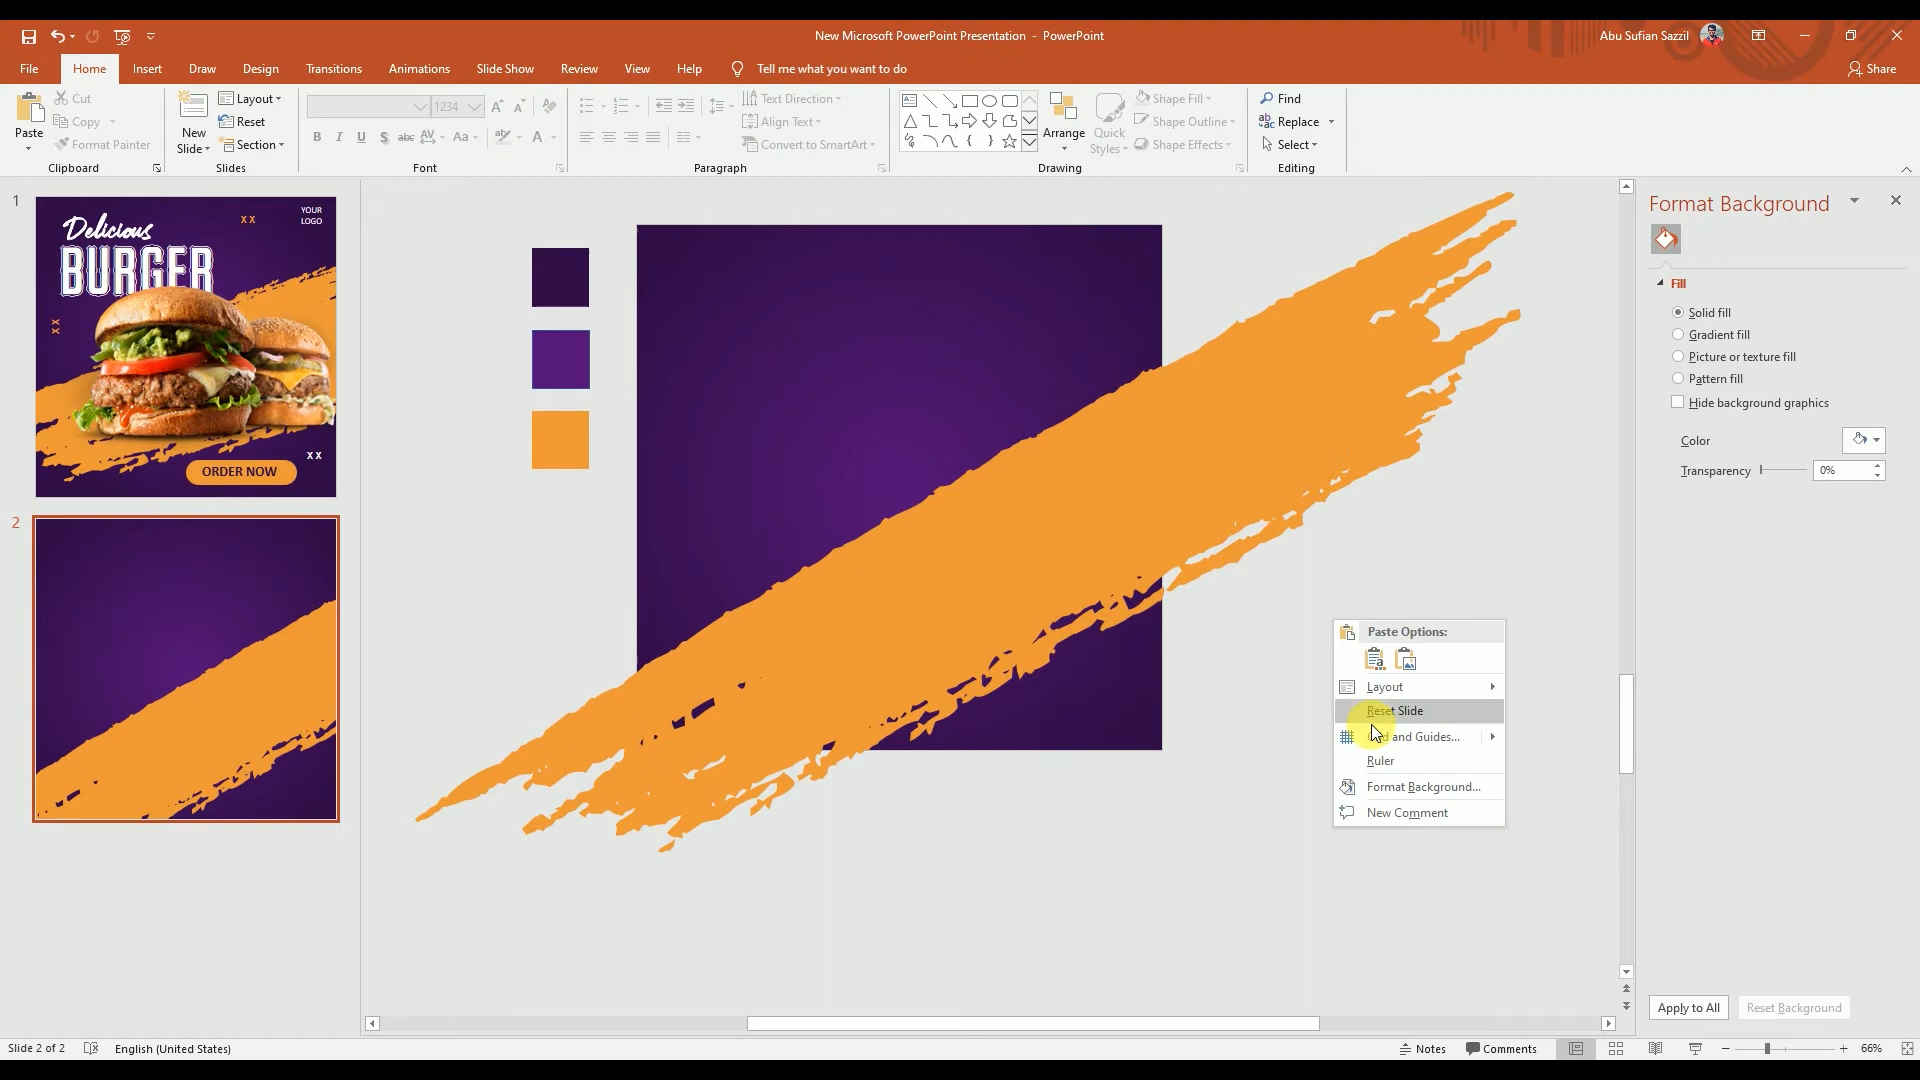 New Microsoft PowerPoint Presentation - PowerPoint
Abu Sufian Sazzil
File Home Insert Draw Design Transitions Animations Slide Show Review View Help Tell me what you want to do Share
Paste
Cut
Copy
Format Painter
Clipboard
New
Slide
Layout
Reset
Section
Slides
1234
B I U S abc AV Aa A
Font
Text Direction
Align Text
Convert to SmartArt
Paragraph
Arrange
Quick
Styles
Shape Fill
Shape Outline
Shape Effects
Drawing
Find
Replace
Select
Editing
1
Delicious
BURGER
X X
YOUR
LOGO
X X
X X
ORDER NOW
2
Paste Options:
Layout
Reset Slide
Grid and Guides...
Ruler
Format Background...
New Comment
Format Background
Fill
Solid fill
Gradient fill
Picture or texture fill
Pattern fill
Hide background graphics
Color
Transparency 0%
Apply to All Reset Background
Slide 2 of 2 English (United States) Notes Comments 66%